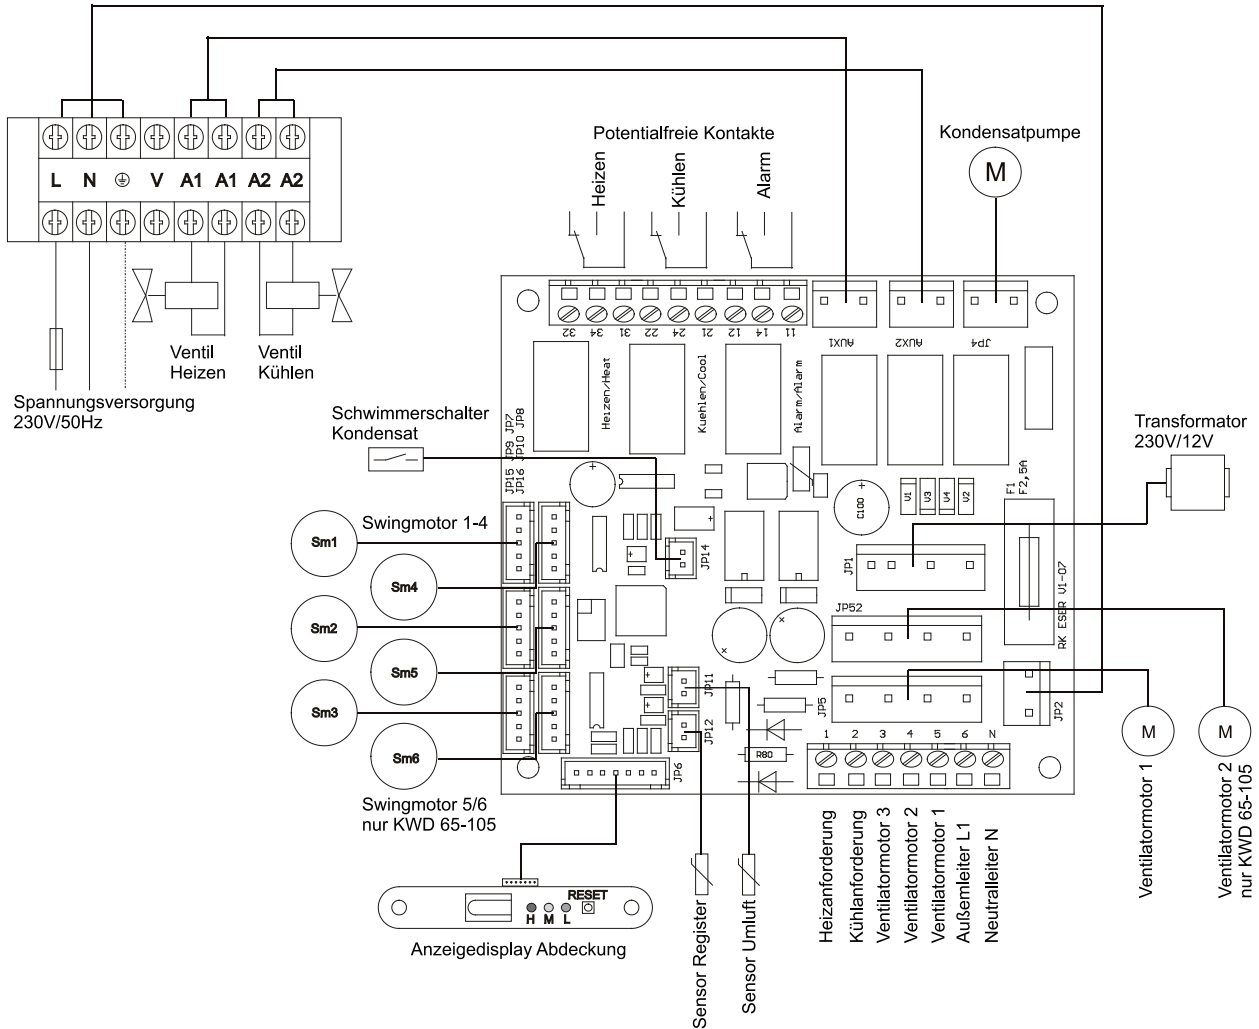 Potentialfreie Kontakte
Kondensatpumpe
Heizen
Kühlen
Alarm
M
L N V A1 A1 A2 A2
32 34 31 22 24 21 12 14 11
AUX1
AUX2
JP4
Ventil
Heizen
Ventil
Kühlen
Spannungsversorgung
230V/50Hz
Schwimmerschalter
Kondensat
Transformator
230V/12V
JP15 JP9 JP7
JP16 JP10 JP8
Heizen/Heat
Kuehlen/Cool
Alarm/Alarm
F1
F2,5A
C100
V1
V3
V4
V2
Swingmotor 1-4
Sm1
Sm4
Sm2
Sm5
Sm3
Sm6
Swingmotor 5/6
nur KWD 65-105
JP14
JP1
JP52
RK ESER V1-07
JP11
JP12
JP5
JP2
JP6
R80
1 2 3 4 5 6 N
M
M
Heizanforderung
Kühlanforderung
Ventilatormotor 3
Ventilatormotor 2
Ventilatormotor 1
Außemleiter L1
Neutralleiter N
Ventilatormotor 1
Ventilatormotor 2
nur KWD 65-105
RESET
H M L
Anzeigedisplay Abdeckung
Sensor Register
Sensor Umluft